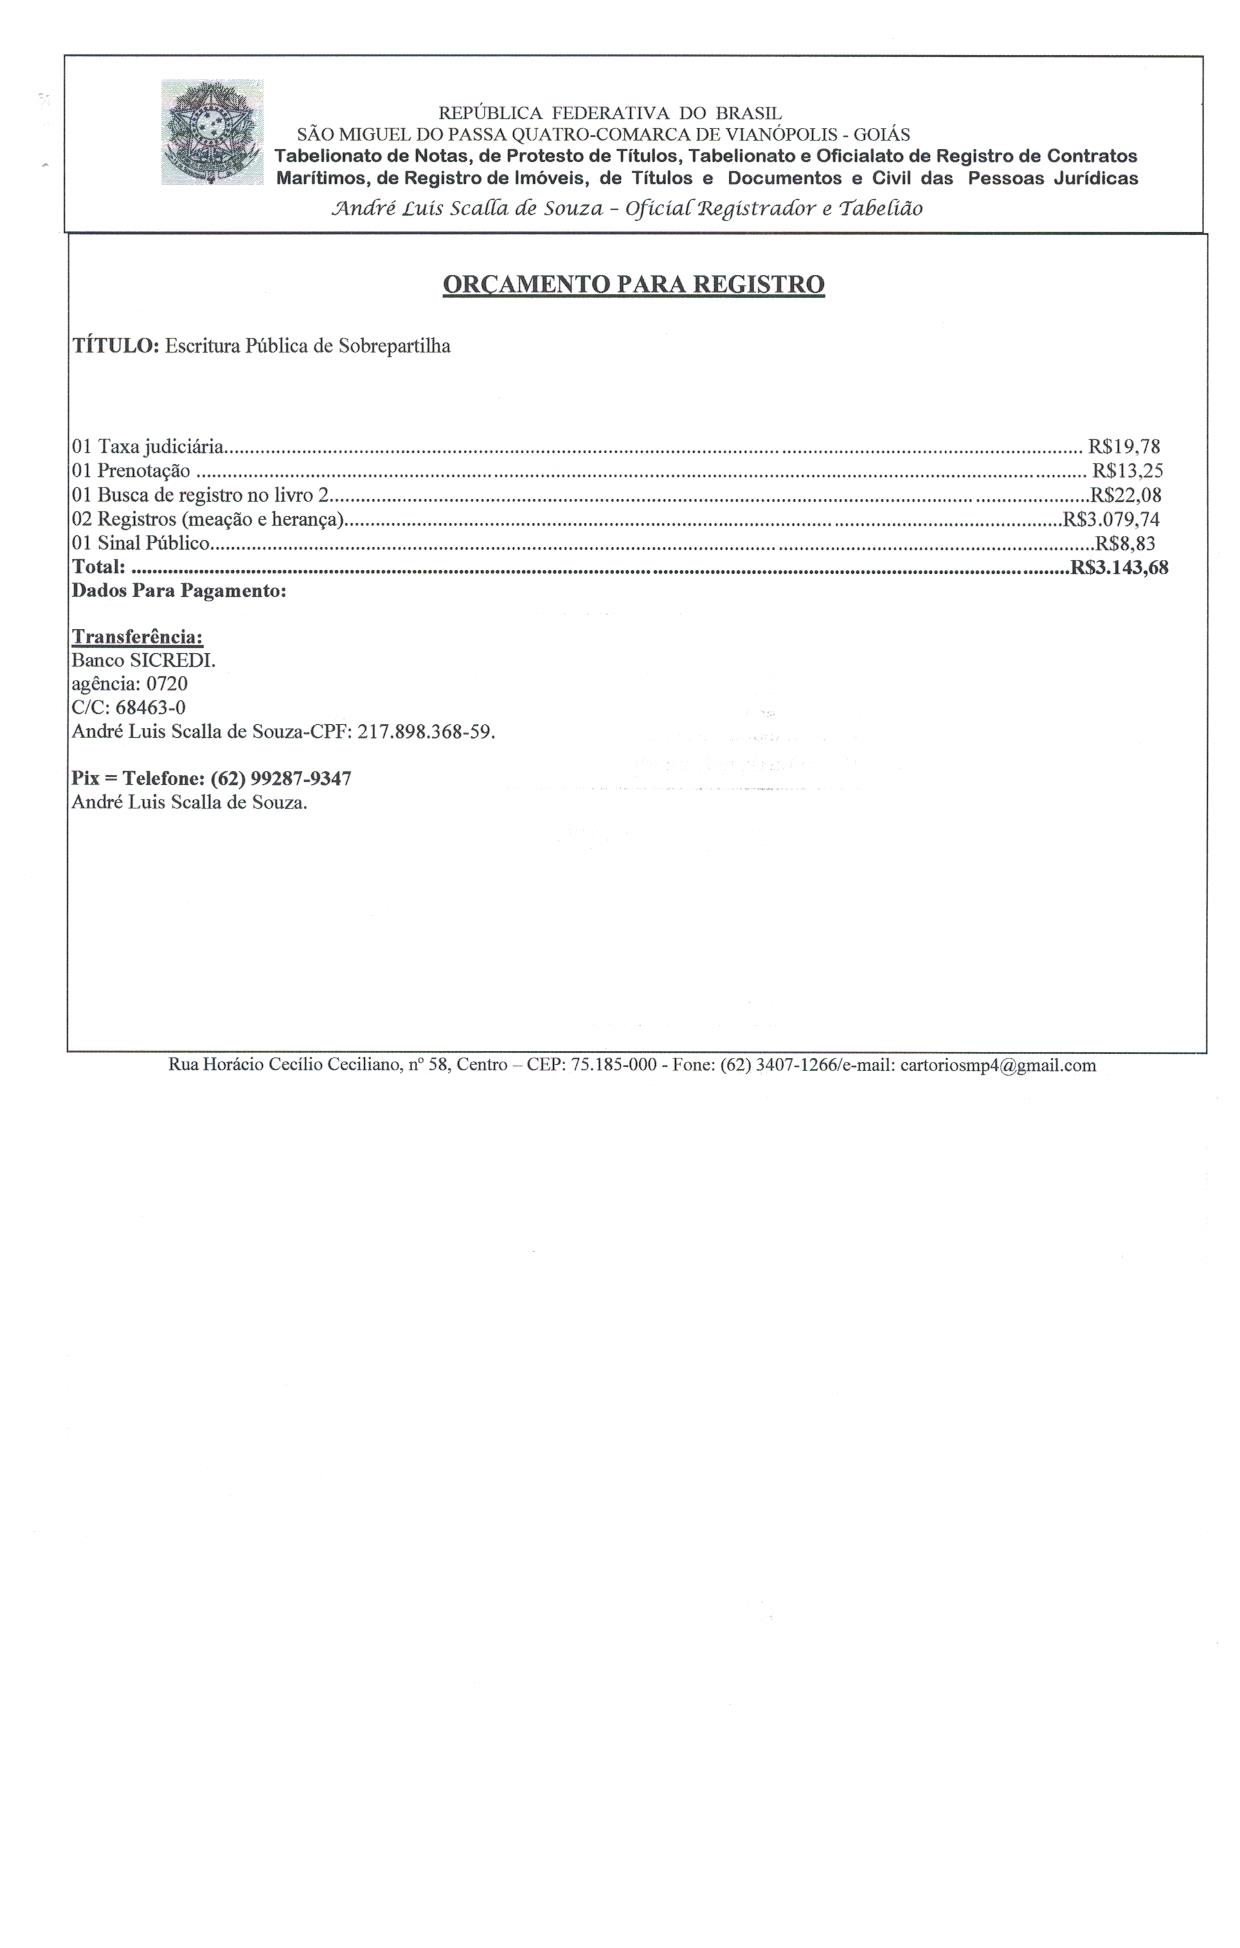 REPÚBLICA FEDERATIVA DO BRASIL
SÃO MIGUEL DO PASSA QUATRO-COMARCA DE VIANÓPOLIS - GOIÁS
Tabelionato de Notas, de Protesto de Títulos, Tabelionato e Oficialato de Registro de Contratos
Marítimos, de Registro de Imóveis, de Títulos e Documentos e Civil das Pessoas Jurídicas
André Luis Scalla de Souza – Oficial Registrador e Tabelião
ORÇAMENTO PARA REGISTRO
TÍTULO: Escritura Pública de Sobrepartilha
01 Taxa judiciária.......................................................... R$19,78
01 Prenotação .......................................................... R$13,25
01 Busca de registro no livro 2..........................................................R$22,08
02 Registros (meação e herança)..........................................................R$3.079,74
01 Sinal Público..........................................................R$8,83
Total: ..........................................................R$3.143,68
Dados Para Pagamento:
Transferência:
Banco SICREDI.
agência: 0720
C/C: 68463-0
André Luis Scalla de Souza-CPF: 217.898.368-59.
Pix = Telefone: (62) 99287-9347
André Luis Scalla de Souza.
Rua Horácio Cecílio Ceciliano, nº 58, Centro – CEP: 75.185-000 - Fone: (62) 3407-1266/e-mail: cartoriosmp4@gmail.com